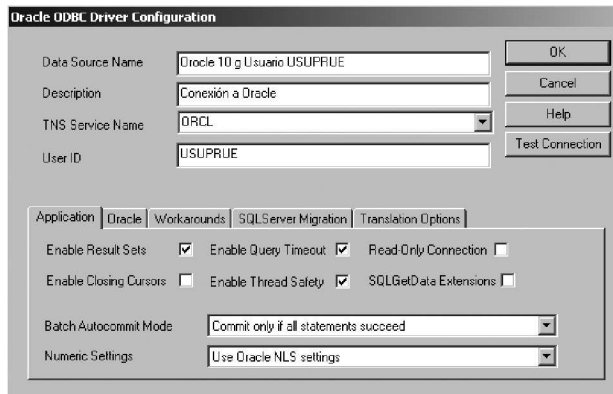 Oracle ODBC Driver Configuration
Data Source Name Orocle 10 g Usuario USUPRUE
OK
Description Conexión a Oracle
Cancel
TNS Service Name ORCL
Help
User ID USUPRUE
Test Connection
Application Oracle Workarounds SQLServer Migration Translation Options
Enable Result Sets Enable Query Timeout Read-Only Connection
Enable Closing Cursors Enable Thread Safety SQLGetData Extensions
Batch Autocommit Mode Commit only if all statements succeed
Numeric Settings Use Oracle NLS settings